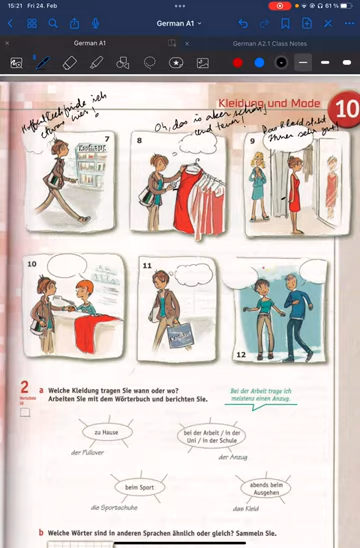 15:21 Fri 24. Feb.
61 %
German A1
German A1
German A2.1 Class Notes
Kleidung und Mode
10
Hoffentlich finde ich
etwas hier!
Oh, das is aber schön
und teuer!
Das Kleid steht
Ihnen sehr gut!
7
8
9
10
11
12
2
a Welche Kleidung tragen Sie wann oder wo?
Arbeiten Sie mit dem Wörterbuch und berichten Sie.
Bei der Arbeit trage ich
meistens einen Anzug.
zu Hause
bei der Arbeit / in der
Uni / in der Schule
der Pullover
der Anzug
beim Sport
abends beim
Ausgehen
die Sportschuhe
das Kleid
b Welche Wörter sind in anderen Sprachen ähnlich oder gleich? Sammeln Sie.